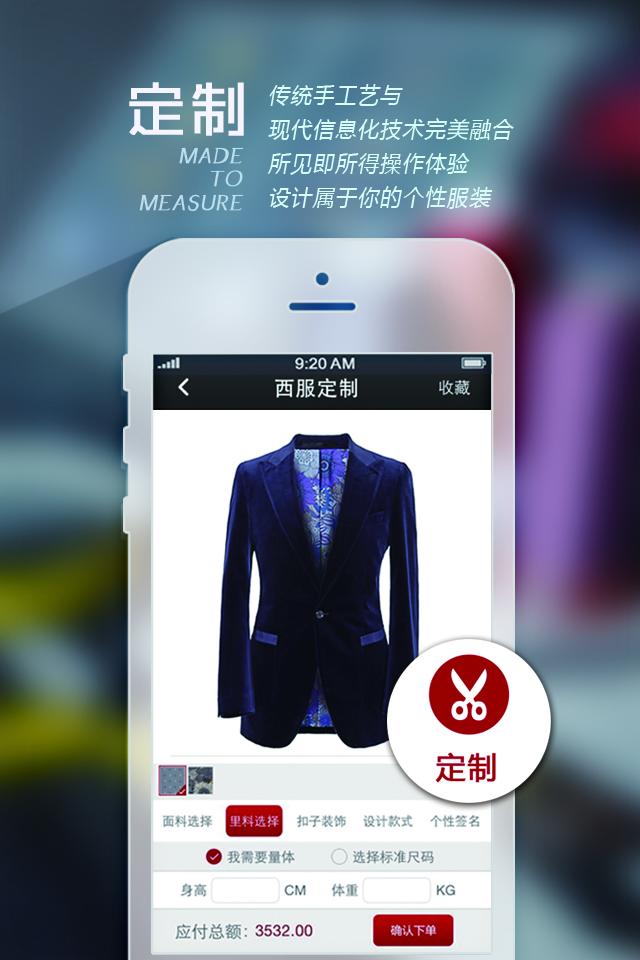 定制
MADE
TO
MEASURE
传统手工艺与
现代信息化技术完美融合
所见即所得操作体验
设计属于你的个性服装
9:20 AM
西服定制
收藏
定制
面料选择 里料选择 扣子装饰 设计款式 个性签名
我需要量体 选择标准尺码
身高 CM 体重 KG
应付总额：3532.00 确认下单